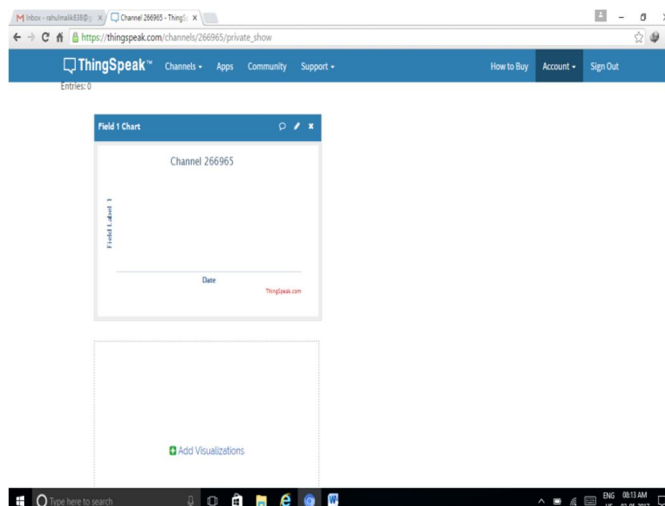 Inbox - rahulmalik638@g
Channel 266965 - ThingS
https://thingspeak.com/channels/266965/private_show
ThingSpeak™ Channels Apps Community Support How to Buy Account Sign Out
Entries: 0
Field 1 Chart
Channel 266965
Field Label 1
Date
ThingSpeak.com
Add Visualizations
Type here to search
ENG 08:13 AM